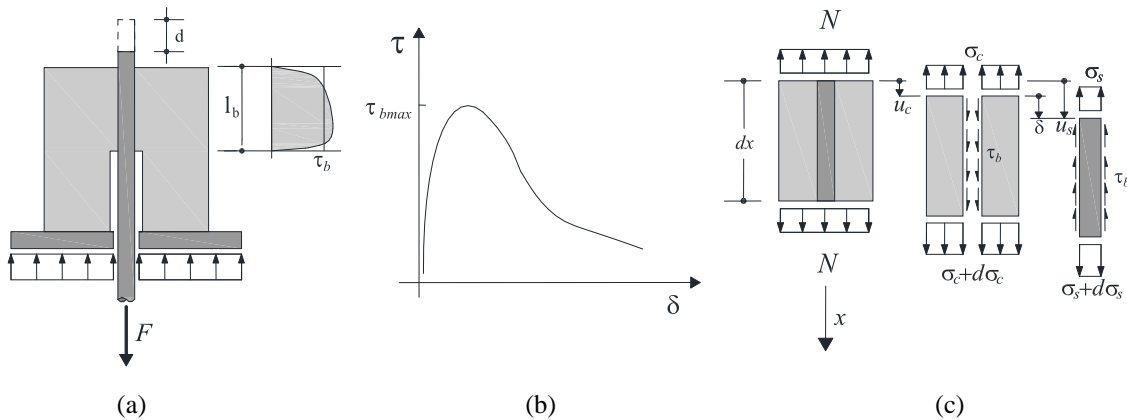 d
l_b
τ_b
F
(a)
τ
τ_bmax
δ
(b)
N
dx
N
x
u_c
σ_c
δ
u_s
σ_s
τ_b
τ_b
σ_c+dσ_c
σ_s+dσ_s
(c)